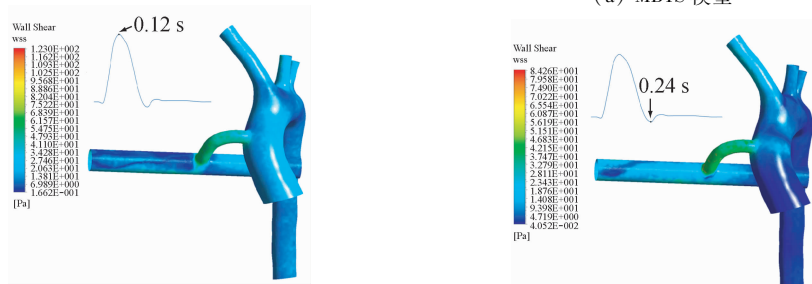 (a) MBTS 模型
0.12 s
Wall Shear
wss
1.230E+002
1.162E+002
1.093E+002
1.025E+002
9.568E+001
8.886E+001
8.204E+001
7.522E+001
6.839E+001
6.157E+001
5.475E+001
4.793E+001
4.110E+001
3.428E+001
2.746E+001
2.063E+001
1.381E+001
6.989E+000
1.662E−001
[Pa]
Wall Shear
wss
0.24 s
8.426E+001
7.958E+001
7.490E+001
7.022E+001
6.554E+001
6.087E+001
5.619E+001
5.151E+001
4.683E+001
4.215E+001
3.747E+001
3.279E+001
2.811E+001
2.343E+001
1.876E+001
1.408E+001
9.398E+001
4.719E+000
4.052E−002
[Pa]